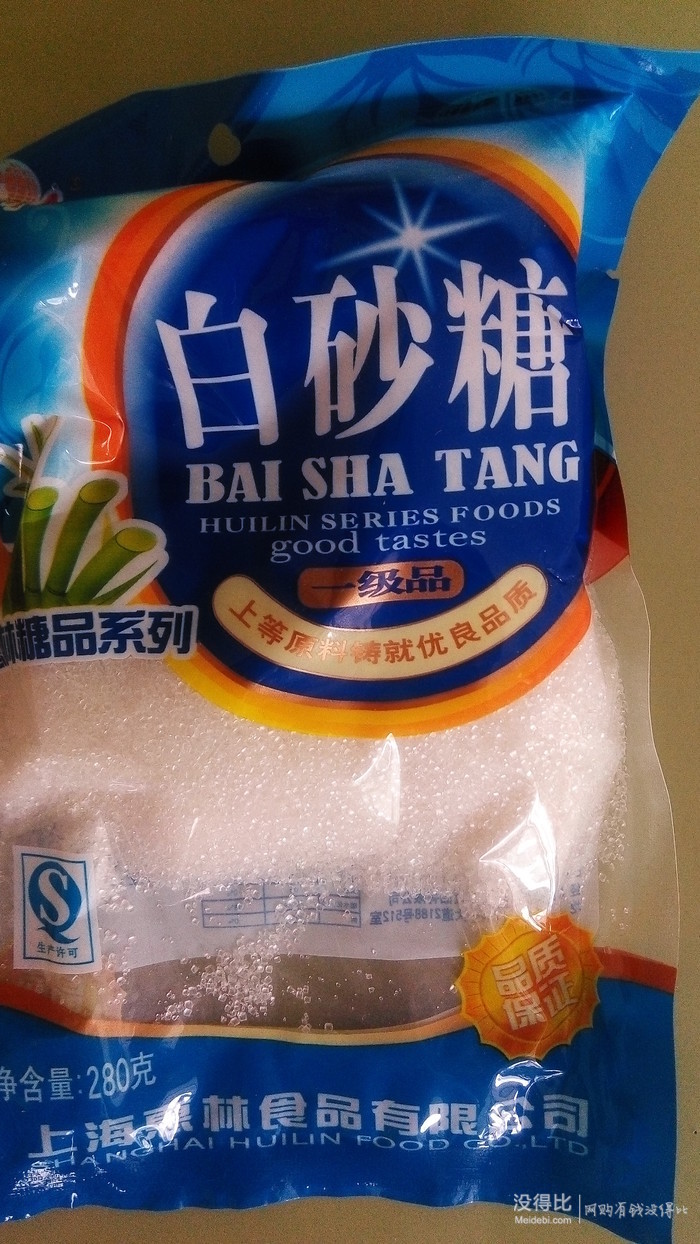 白砂糖
BAI SHA TANG
HUILIN SERIES FOODS
good tastes
一级品
上等原料铸就优良品质
林糖品系列
生产许可
品质
保证
净含量:280克
上海惠林食品有限公司
SHANGHAI HUILIN FOOD CO.,LTD
没得比
Meidebi.com
网购有钱没得比